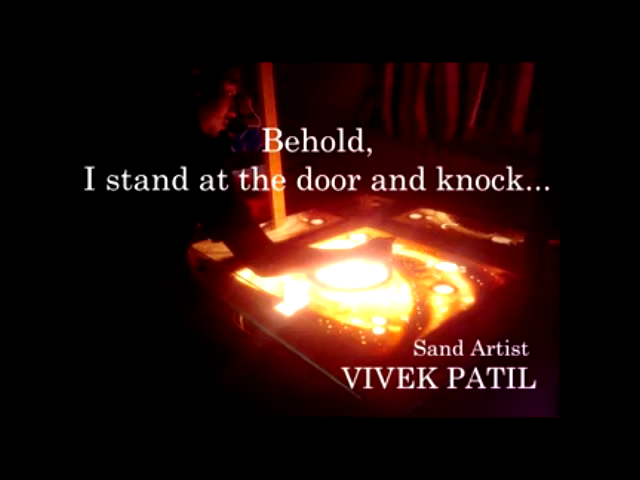 Behold,
I stand at the door and knock...
Sand Artist
VIVEK PATIL